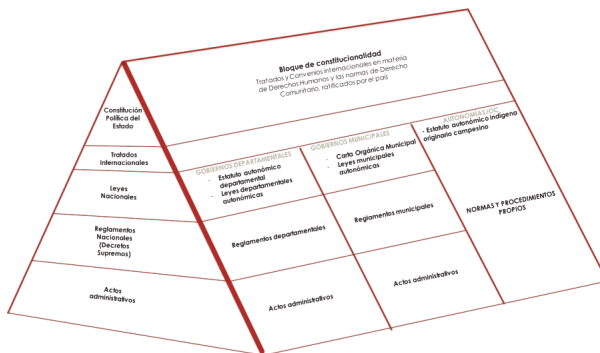 Bloque de constitucionalidad
Tratados y Convenios internacionales en materia
de Derechos Humanos y las normas de Derecho
Comunitario, ratificados por el país
Constitución
Política del
Estado
Tratados
Internacionales
Leyes
Nacionales
Reglamentos
Nacionales
(Decretos
Supremos)
Actos
administrativos
GOBIERNOS DEPARTAMENTALES
- Estatuto autonómico
departamental
- Leyes departamentales
autonómicas
Reglamentos departamentales
Actos administrativos
GOBIERNOS MUNICIPALES
- Carta Orgánica Municipal
- Leyes municipales
autonómicas
Reglamentos municipales
Actos administrativos
AUTONOMÍAS IOC
- Estatuto autonómico indígena
originario campesino
NORMAS Y PROCEDIMIENTOS
PROPIOS